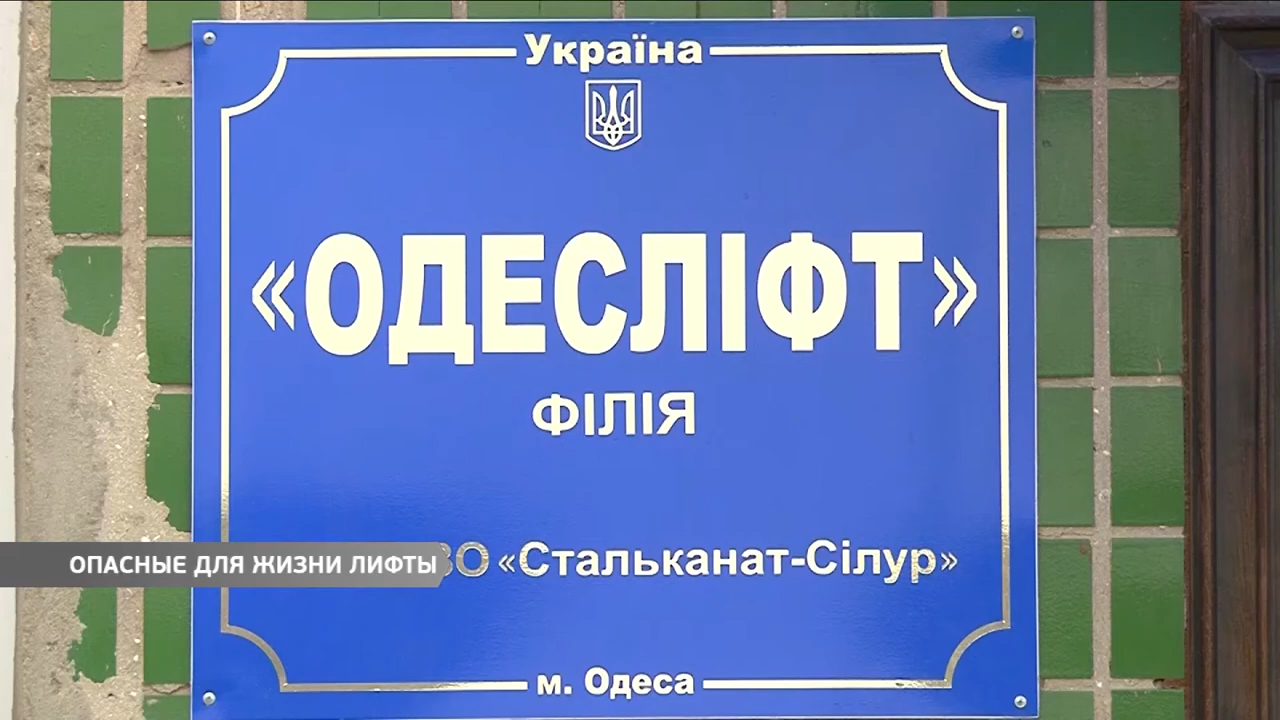 Україна
«ОДЕСЛІФТ»
ФІЛІЯ
ОПАСНЫЕ ДЛЯ ЖИЗНИ ЛИФТЫ
«Стальканат-Сілур»
м. Одеса